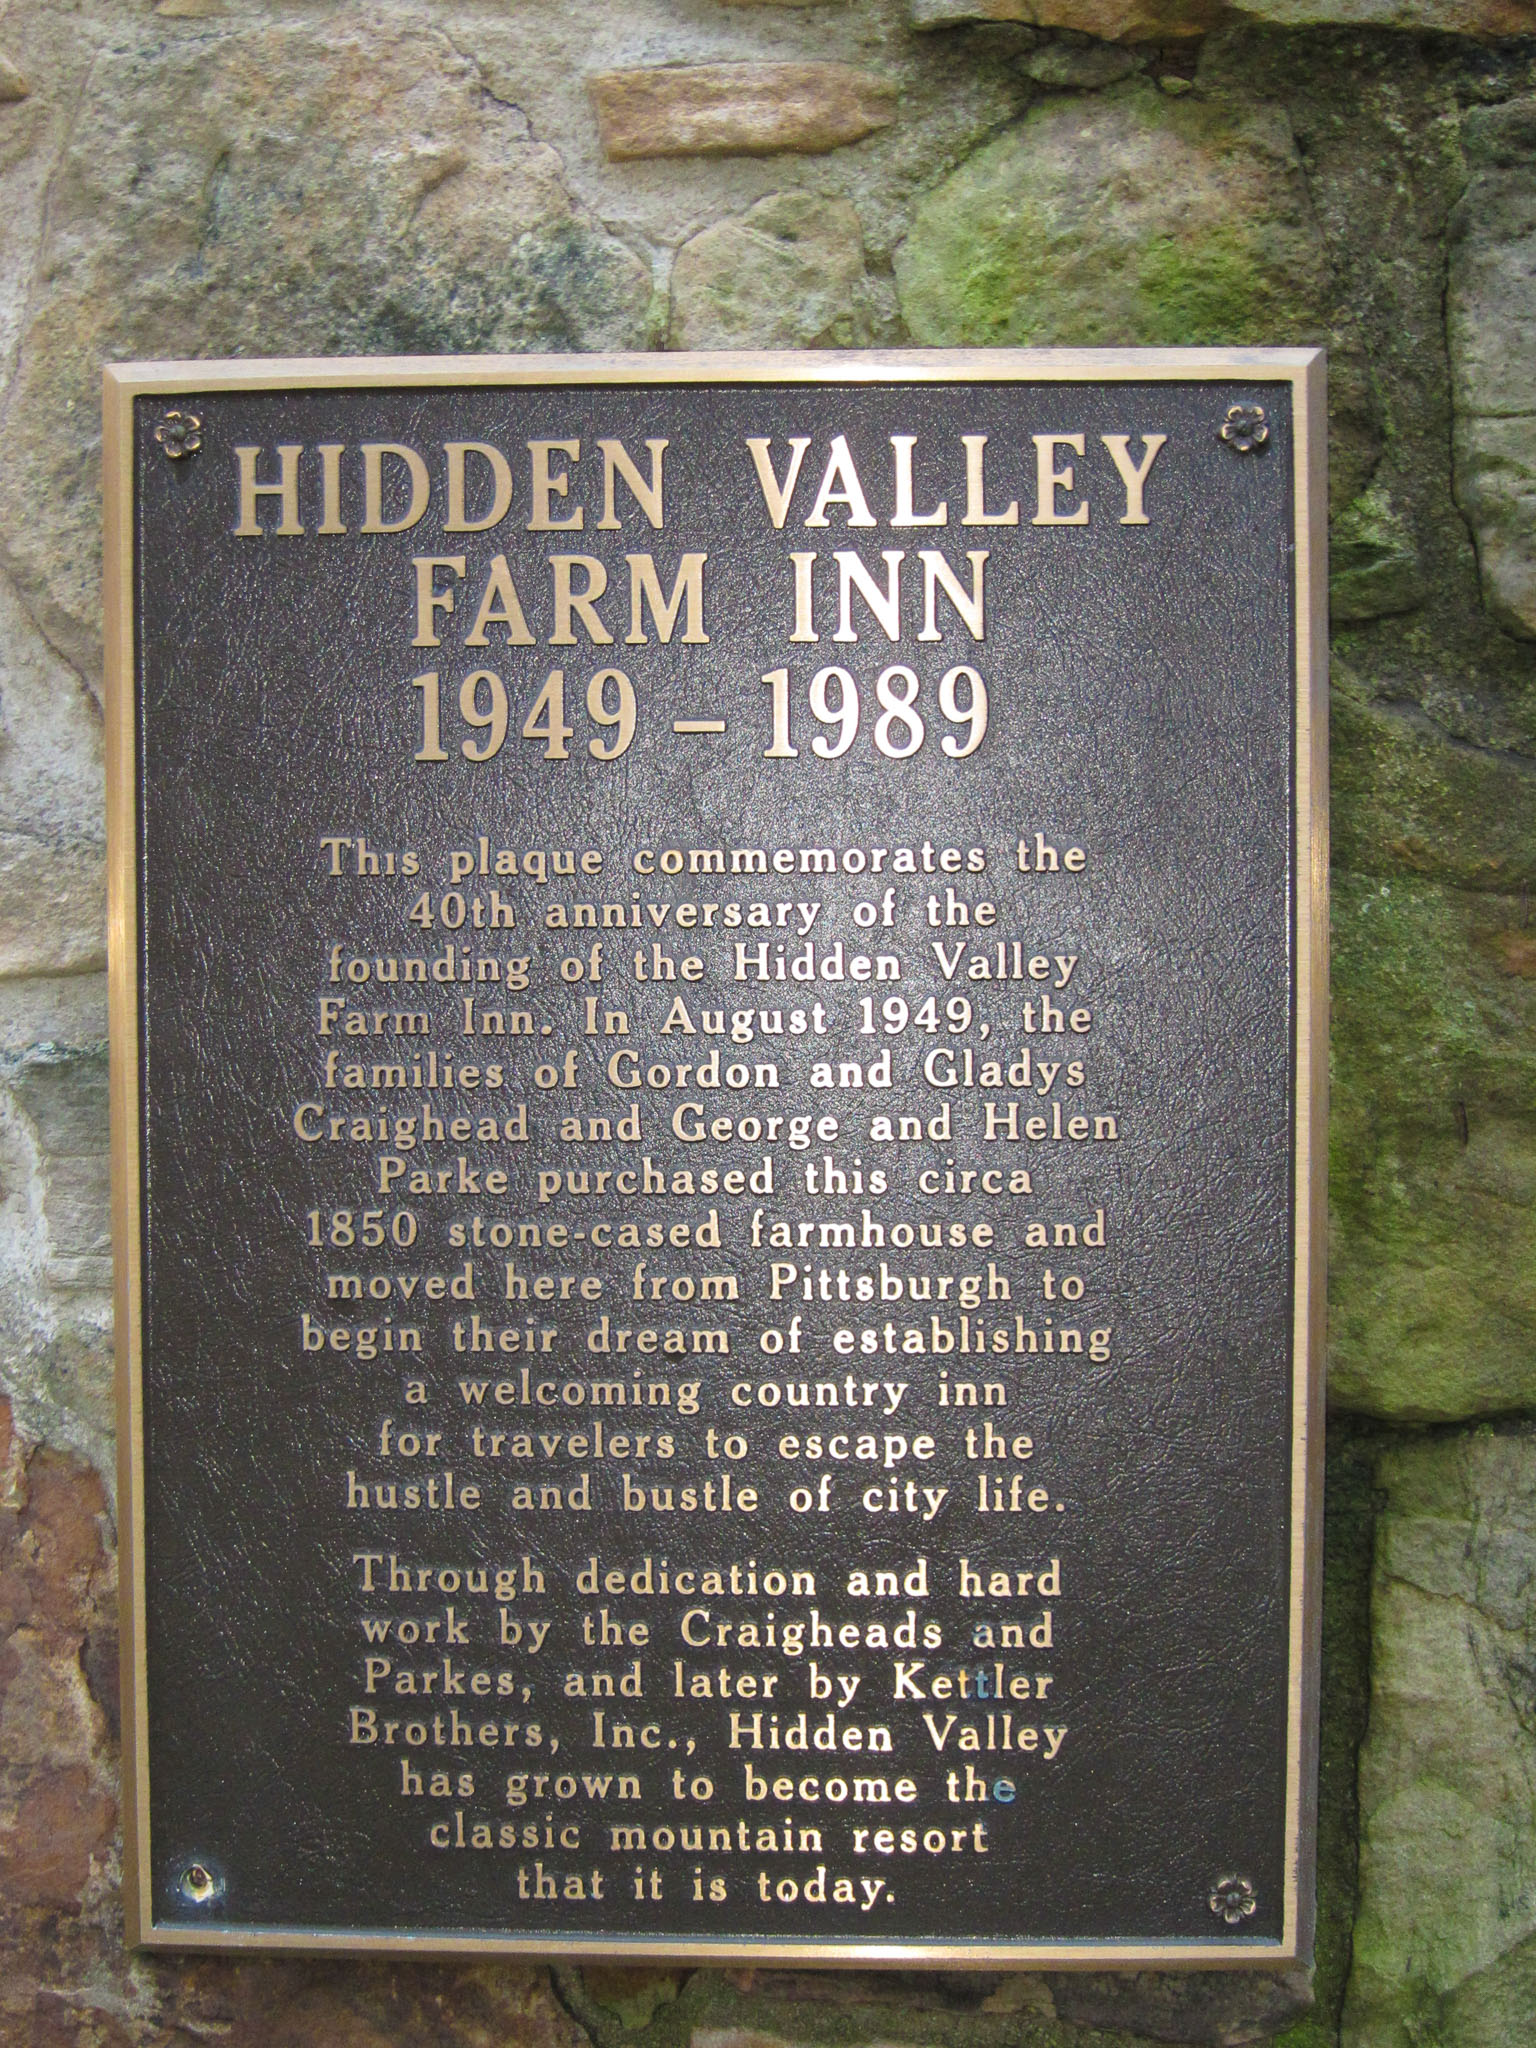 HIDDEN VALLEY
FARM INN
1949 – 1989
This plaque commemorates the
40th anniversary of the
founding of the Hidden Valley
Farm Inn. In August 1949, the
families of Gordon and Gladys
Craighead and George and Helen
Parke purchased this circa
1850 stone-cased farmhouse and
moved here from Pittsburgh to
begin their dream of establishing
a welcoming country inn
for travelers to escape the
hustle and bustle of city life.
Through dedication and hard
work by the Craigheads and
Parkes, and later by Kettler
Brothers, Inc., Hidden Valley
has grown to become the
classic mountain resort
that it is today.